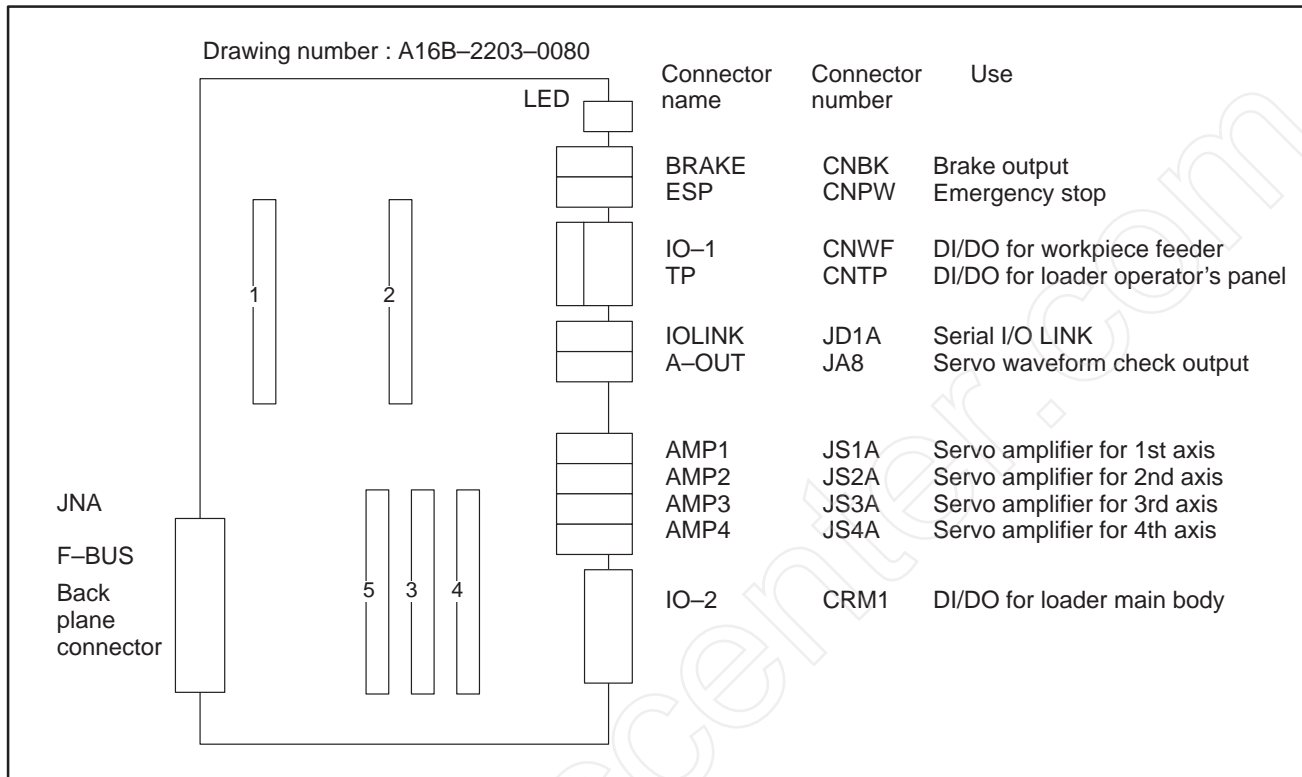 Drawing number : A16B–2203–0080
LED
Connector name Connector number Use
BRAKE CNBK Brake output
ESP CNPW Emergency stop
IO–1 CNWF DI/DO for workpiece feeder
TP CNTP DI/DO for loader operator's panel
1 2
IOLINK JD1A Serial I/O LINK
A–OUT JA8 Servo waveform check output
AMP1 JS1A Servo amplifier for 1st axis
AMP2 JS2A Servo amplifier for 2nd axis
AMP3 JS3A Servo amplifier for 3rd axis
AMP4 JS4A Servo amplifier for 4th axis
JNA
F–BUS
Back
plane
connector
5 3 4
IO–2 CRM1 DI/DO for loader main body
center.com